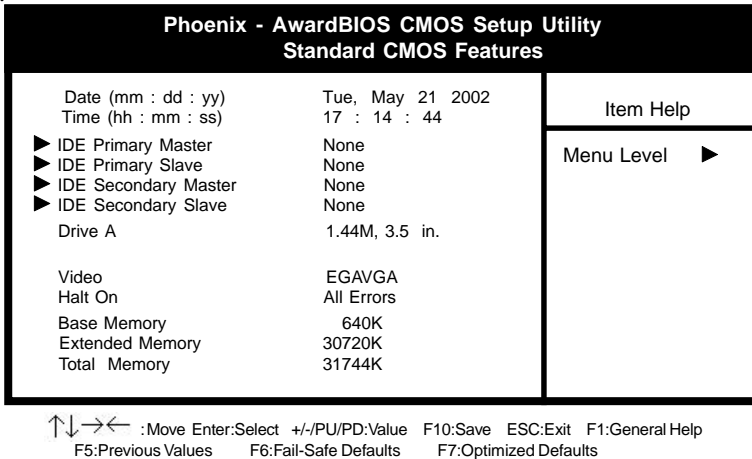 Phoenix - AwardBIOS CMOS Setup Utility
Standard CMOS Features
Date (mm : dd : yy) Tue, May 21 2002
Time (hh : mm : ss) 17 : 14 : 44
▶ IDE Primary Master None
▶ IDE Primary Slave None
▶ IDE Secondary Master None
▶ IDE Secondary Slave None
Drive A 1.44M, 3.5 in.
Video EGAVGA
Halt On All Errors
Base Memory 640K
Extended Memory 30720K
Total Memory 31744K
Item Help
Menu Level ▶
↑↓→← :Move Enter:Select +/-/PU/PD:Value F10:Save ESC:Exit F1:General Help
F5:Previous Values F6:Fail-Safe Defaults F7:Optimized Defaults